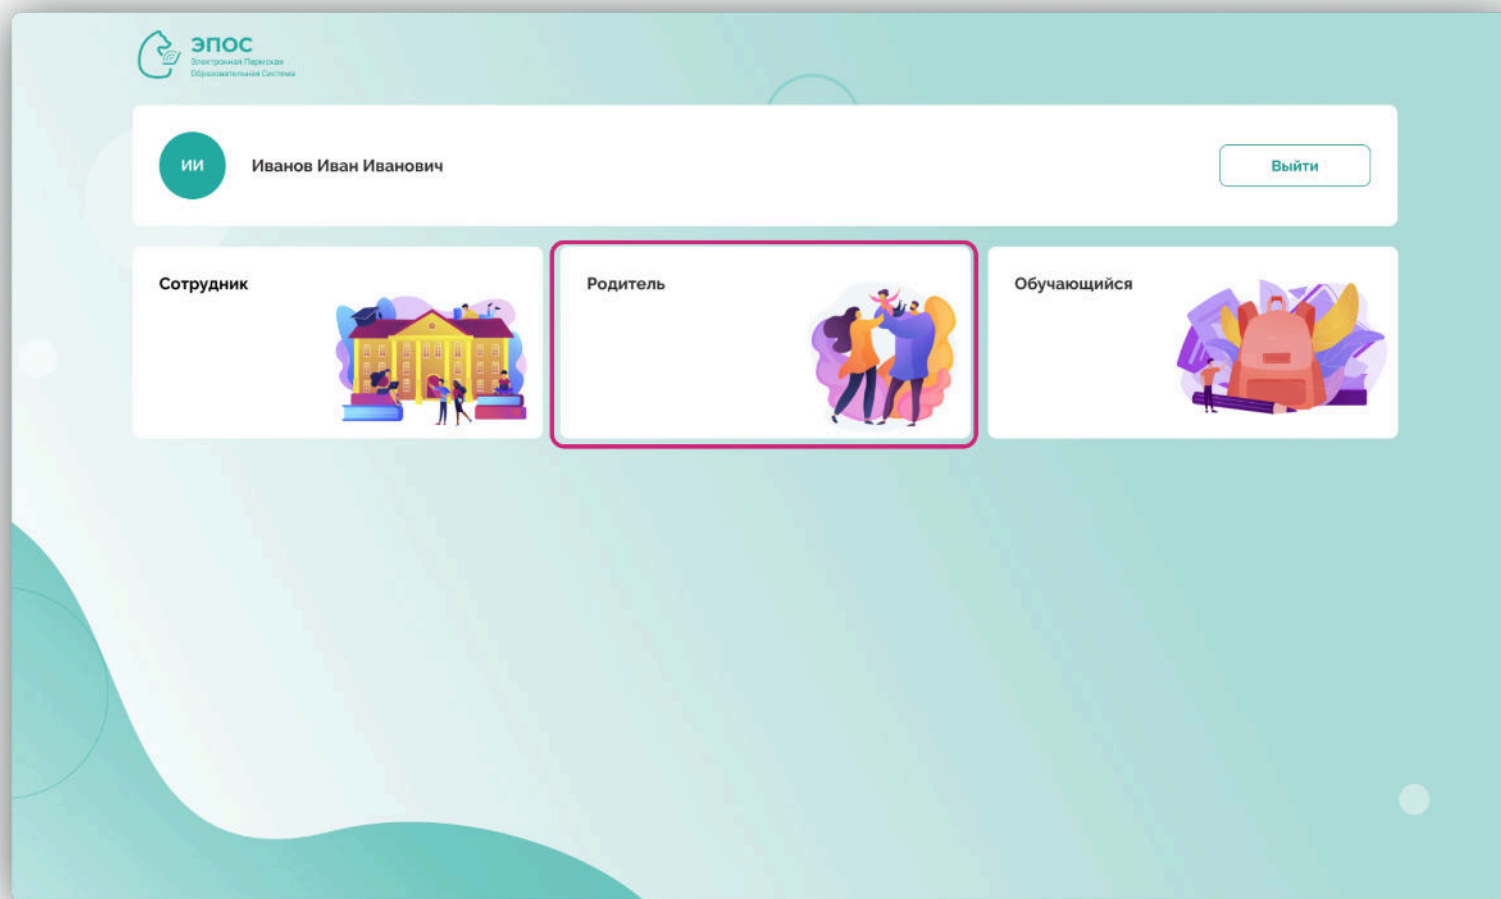 ЭПОС
Электронная Пермская
Образовательная Система
ИИ
Иванов Иван Иванович
Выйти
Сотрудник
Родитель
Обучающийся